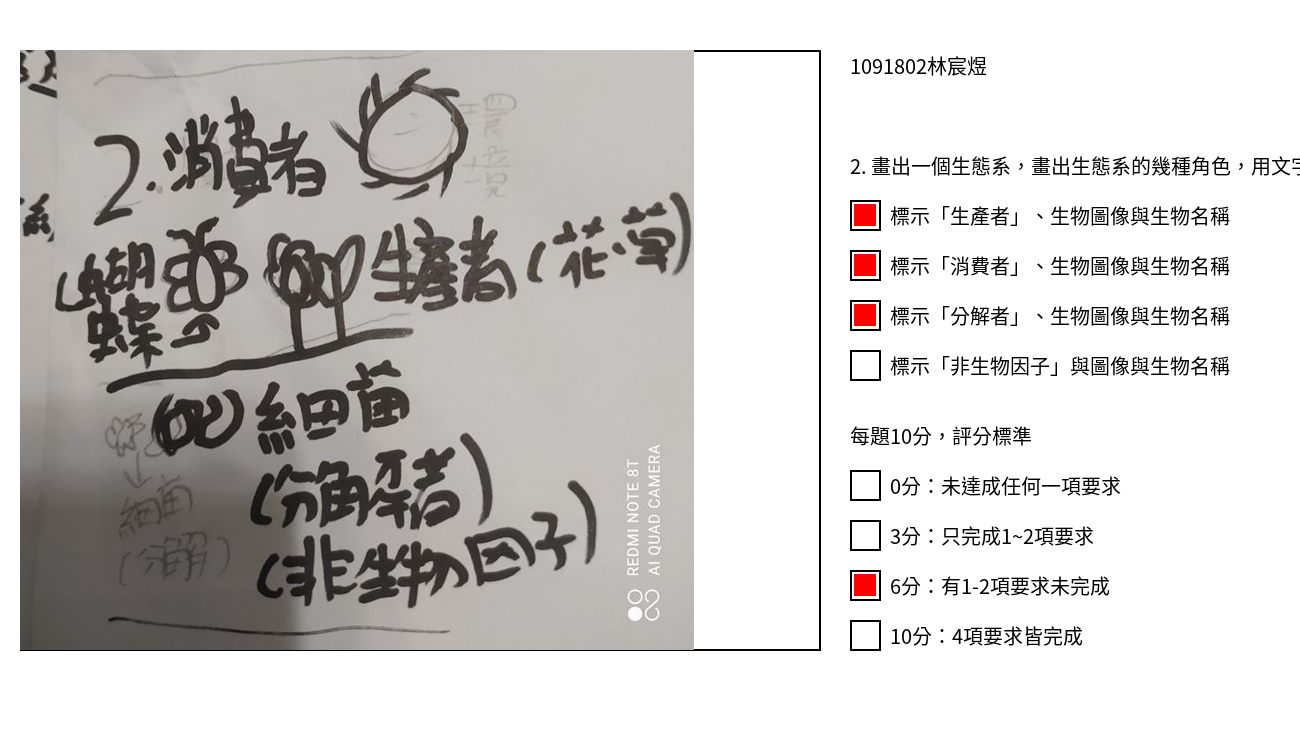 2.消費者
(蝴蝶
生產者(花草)
細菌
(分解者)
(非生物因子)
細菌
(分解)
REDMI NOTE 8T
AI QUAD CAMERA
1091802林宸煜
2. 畫出一個生態系，畫出生態系的幾種角色，用文字
標示「生產者」、生物圖像與生物名稱
標示「消費者」、生物圖像與生物名稱
標示「分解者」、生物圖像與生物名稱
標示「非生物因子」與圖像與生物名稱
每題10分，評分標準
0分：未達成任何一項要求
3分：只完成1~2項要求
6分：有1-2項要求未完成
10分：4項要求皆完成